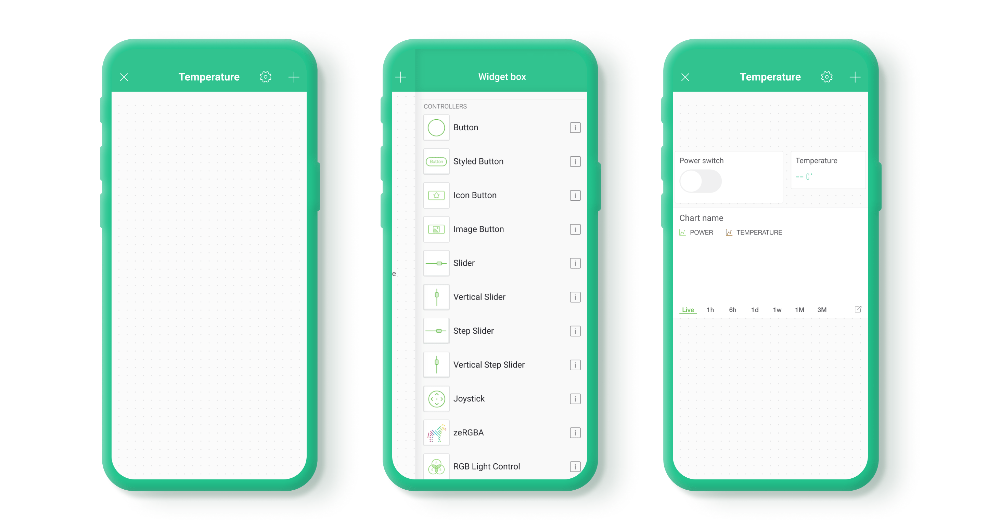 Temperature
Widget box
CONTROLLERS
Button
Button
Styled Button
Icon Button
Image Button
Slider
e
Vertical Slider
Step Slider
Vertical Step Slider
Joystick
zeRGBA
R
G B
RGB Light Control
Temperature
Power switch
Temperature
-- C°
Chart name
POWER TEMPERATURE
Live 1h 6h 1d 1w 1M 3M